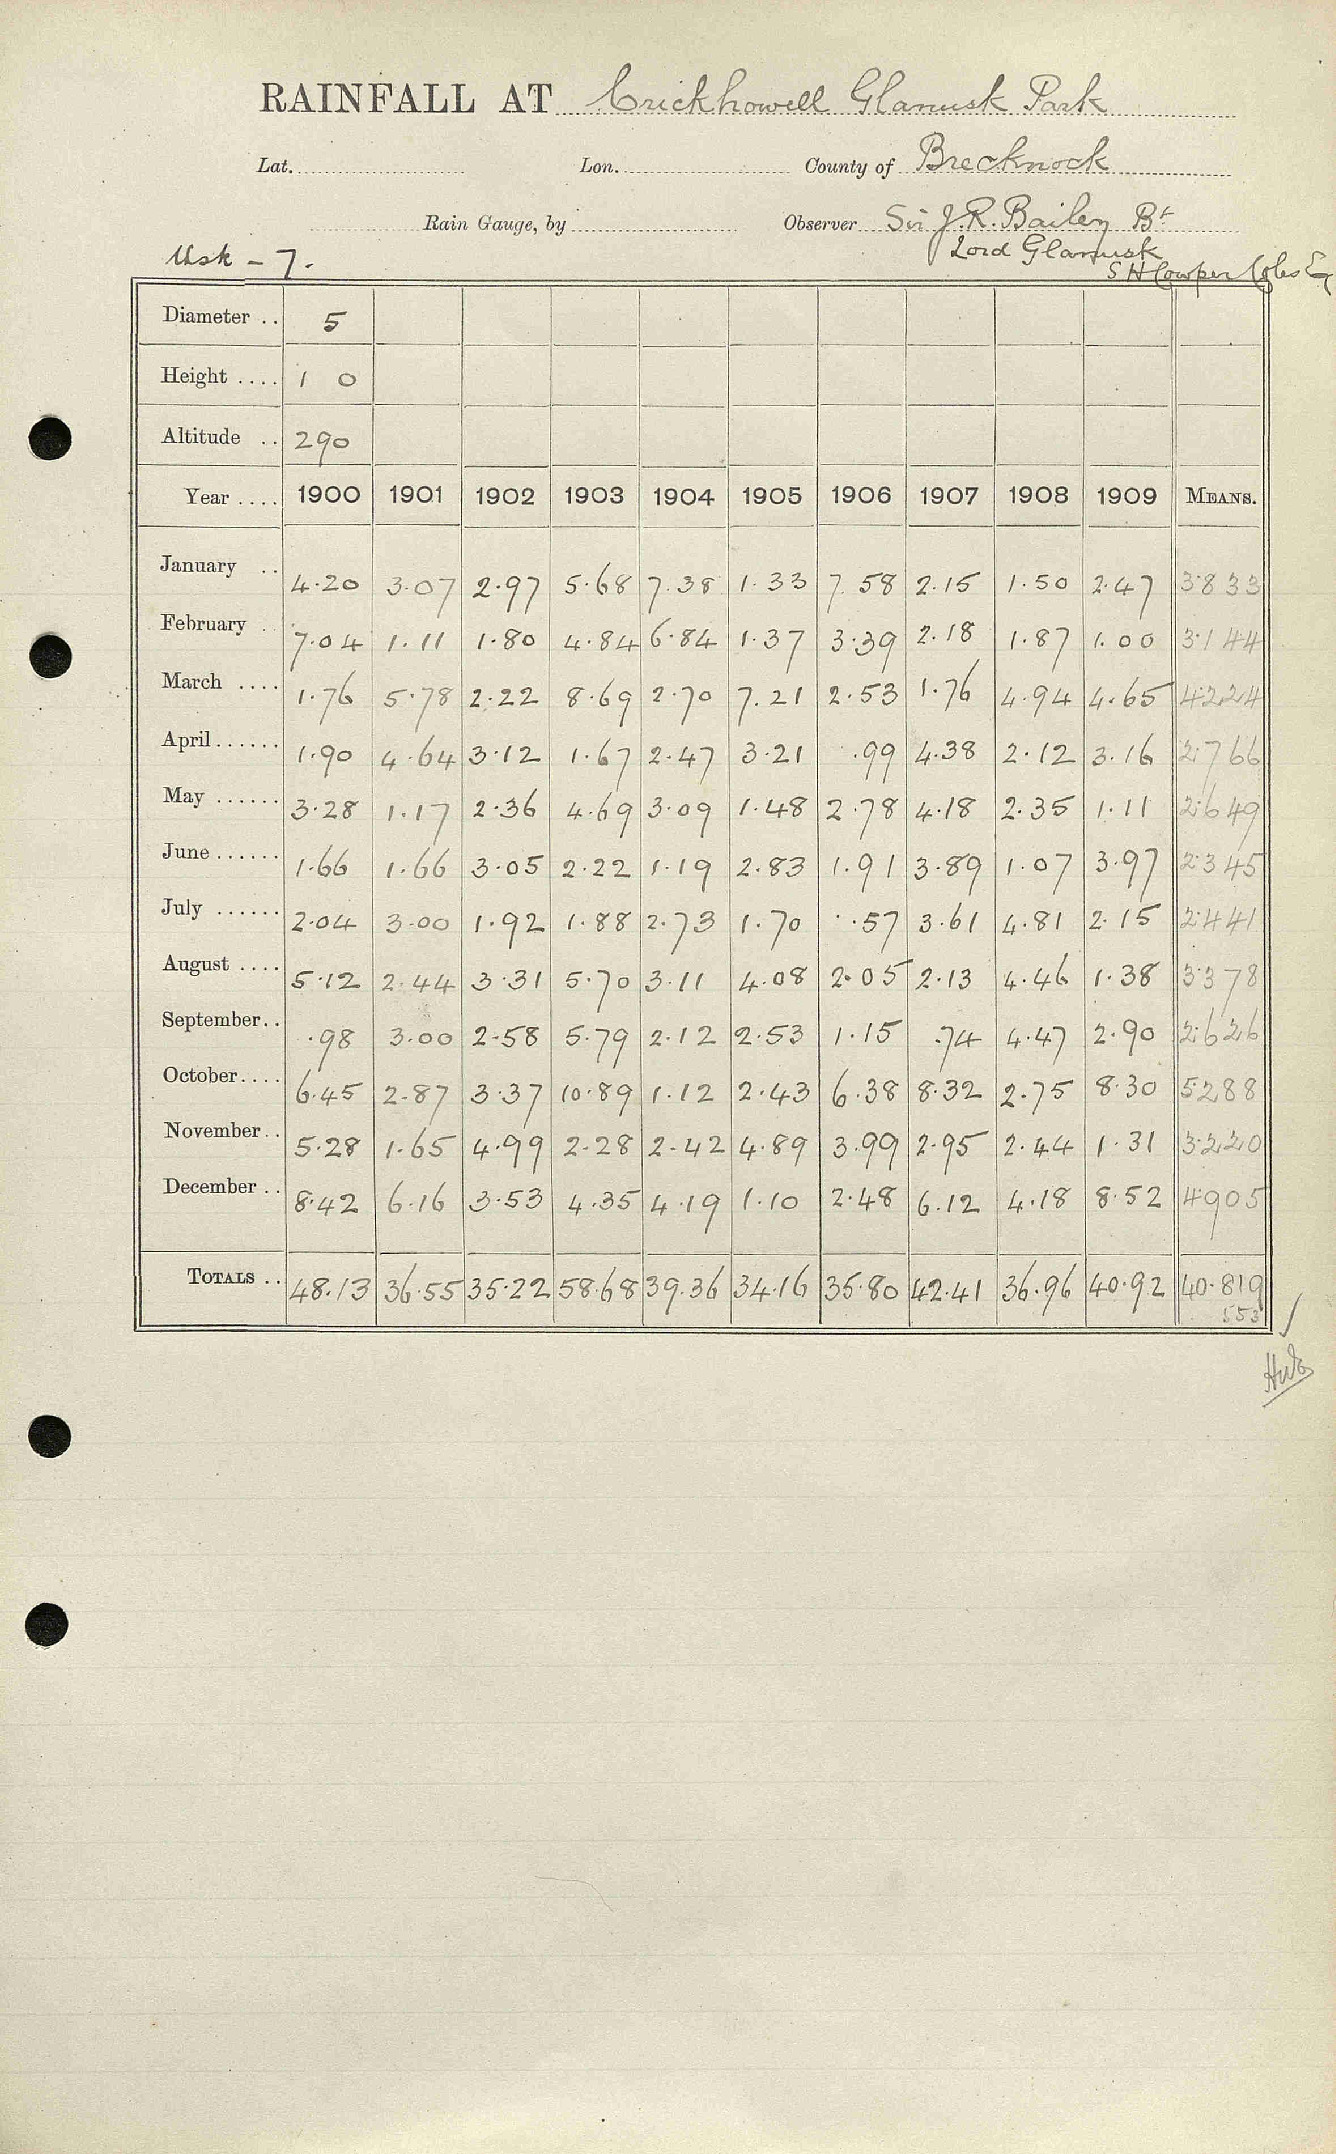 RAINFALL AT Crickhowell Glanusk Park
Lat. Lon. County of Brecknock
Rain Gauge, by Observer Sir J. R. Bailey Bt
Lord Glanusk
Usk - 7. S H Cowper Coles Esq
Diameter .. 5
Height .... 1 0
Altitude .. 290
Year .... 1900 1901 1902 1903 1904 1905 1906 1907 1908 1909 MEANS.
January .. 4.20 3.07 2.97 5.68 7.38 1.33 7.58 2.15 1.50 2.47 3.833
February . 7.04 1.11 1.80 4.84 6.84 1.37 3.39 2.18 1.87 1.00 3.144
March .... 1.76 5.78 2.22 8.69 2.70 7.21 2.53 1.76 4.94 4.65 4.224
April...... 1.90 4.64 3.12 1.67 2.47 3.21 .99 4.38 2.12 3.16 2.766
May ...... 3.28 1.17 2.36 4.69 3.09 1.48 2.78 4.18 2.35 1.11 2.649
June...... 1.66 1.66 3.05 2.22 1.19 2.83 1.91 3.89 1.07 3.97 2.345
July ...... 2.04 3.00 1.92 1.88 2.73 1.70 .57 3.61 4.81 2.15 2.441
August .... 5.12 2.44 3.31 5.70 3.11 4.08 2.05 2.13 4.46 1.38 3.378
September.. .98 3.00 2.58 5.79 2.12 2.53 1.15 .74 4.47 2.90 2.626
October.... 6.45 2.87 3.37 10.89 1.12 2.43 6.38 8.32 2.75 8.30 5.288
November.. 5.28 1.65 4.99 2.28 2.42 4.89 3.99 2.95 2.44 1.31 3.220
December .. 8.42 6.16 3.53 4.35 4.19 1.10 2.48 6.12 4.18 8.52 4.905
TOTALS .. 48.13 36.55 35.22 58.68 39.36 34.16 35.80 42.41 36.96 40.92 40.819
553